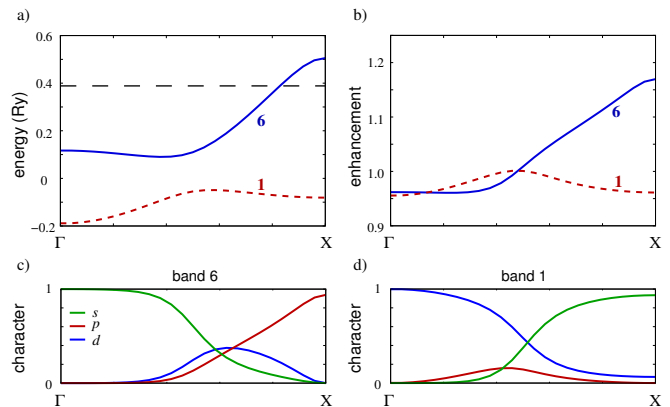 a)
0.6
0.4
0.2
0
−0.2
energy (Ry)
6
1
Γ
X
b)
1.2
1.1
1.0
0.9
enhancement
6
1
Γ
X
c)
band 6
1
0
character
s
p
d
Γ
X
d)
band 1
1
0
character
Γ
X